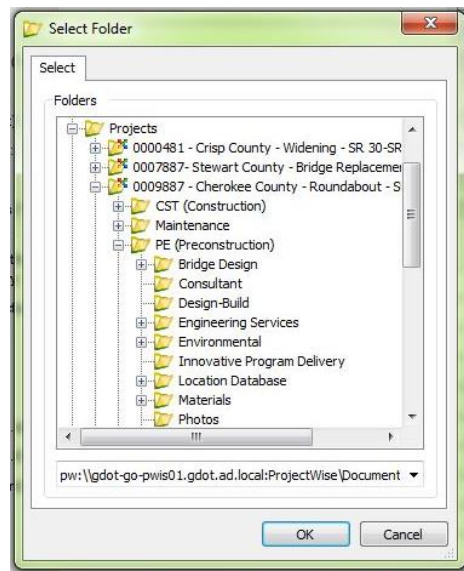 Select Folder
Select
Folders
Projects
0000481 - Crisp County - Widening - SR 30-SR
0007887- Stewart County - Bridge Replacemer
0009887 - Cherokee County - Roundabout - S
CST (Construction)
Maintenance
PE (Preconstruction)
Bridge Design
Consultant
Design-Build
Engineering Services
Environmental
Innovative Program Delivery
Location Database
Materials
Photos
pw:\\gdot-go-pwis01.gdot.ad.local:ProjectWise\Document
OK
Cancel